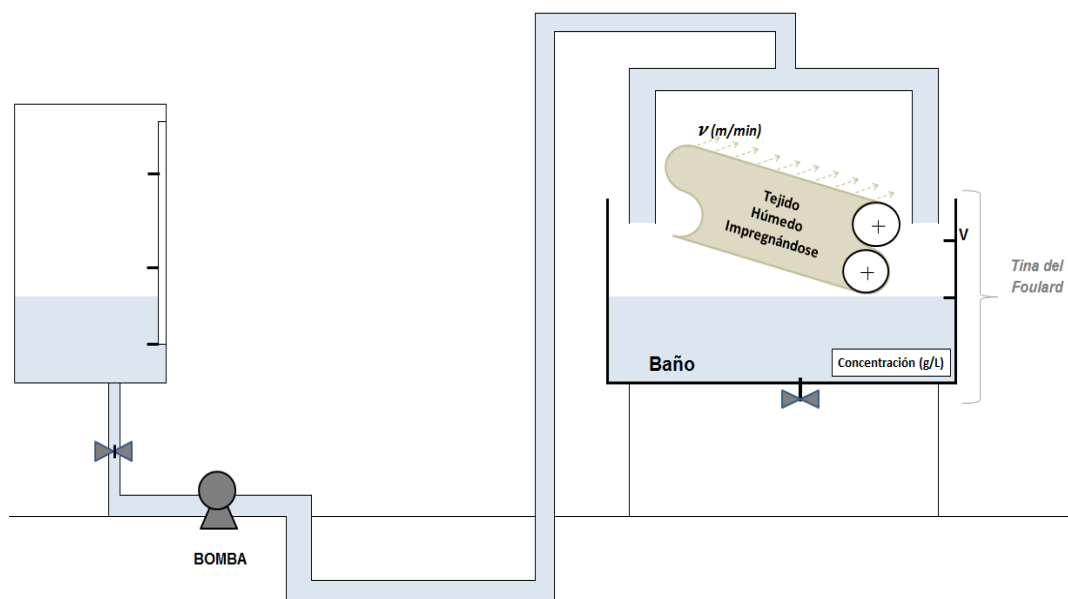 ν (m/min)
Tejido
Húmedo
Impregnándose
V
Tina del
Foulard
Baño
Concentración (g/L)
BOMBA